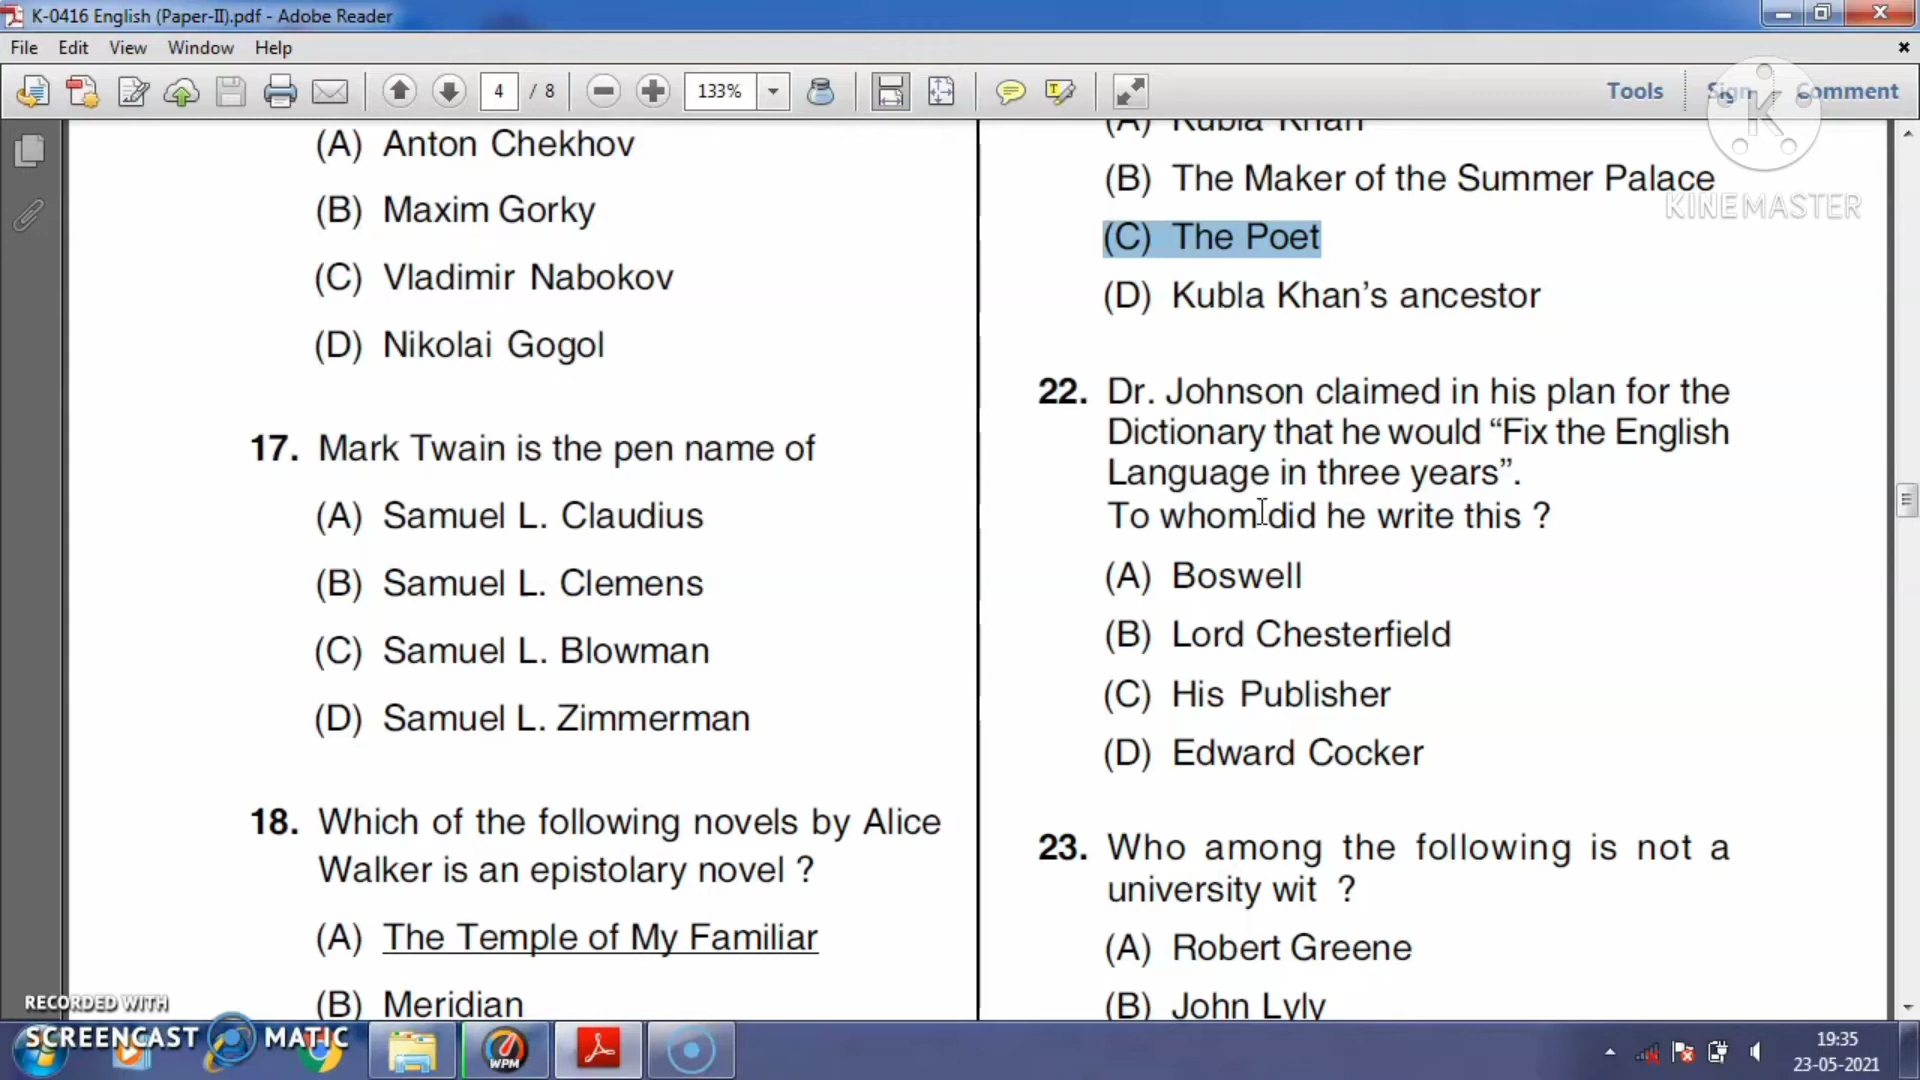 K-0416 English (Paper-II).pdf - Adobe Reader
File Edit View Window Help
4 / 8 133% Tools Sign Comment
KINEMASTER
(A) Anton Chekhov
(B) Maxim Gorky
(C) Vladimir Nabokov
(D) Nikolai Gogol
17. Mark Twain is the pen name of
(A) Samuel L. Claudius
(B) Samuel L. Clemens
(C) Samuel L. Blowman
(D) Samuel L. Zimmerman
18. Which of the following novels by Alice
Walker is an epistolary novel ?
(A) The Temple of My Familiar
(B) Meridian
(A) Kubla Khan
(B) The Maker of the Summer Palace
(C) The Poet
(D) Kubla Khan’s ancestor
22. Dr. Johnson claimed in his plan for the
Dictionary that he would “Fix the English
Language in three years”.
To whom did he write this ?
(A) Boswell
(B) Lord Chesterfield
(C) His Publisher
(D) Edward Cocker
23. Who among the following is not a
university wit ?
(A) Robert Greene
(B) John Lyly
RECORDED WITH
SCREENCAST MATIC
WPM
19:35
23-05-2021